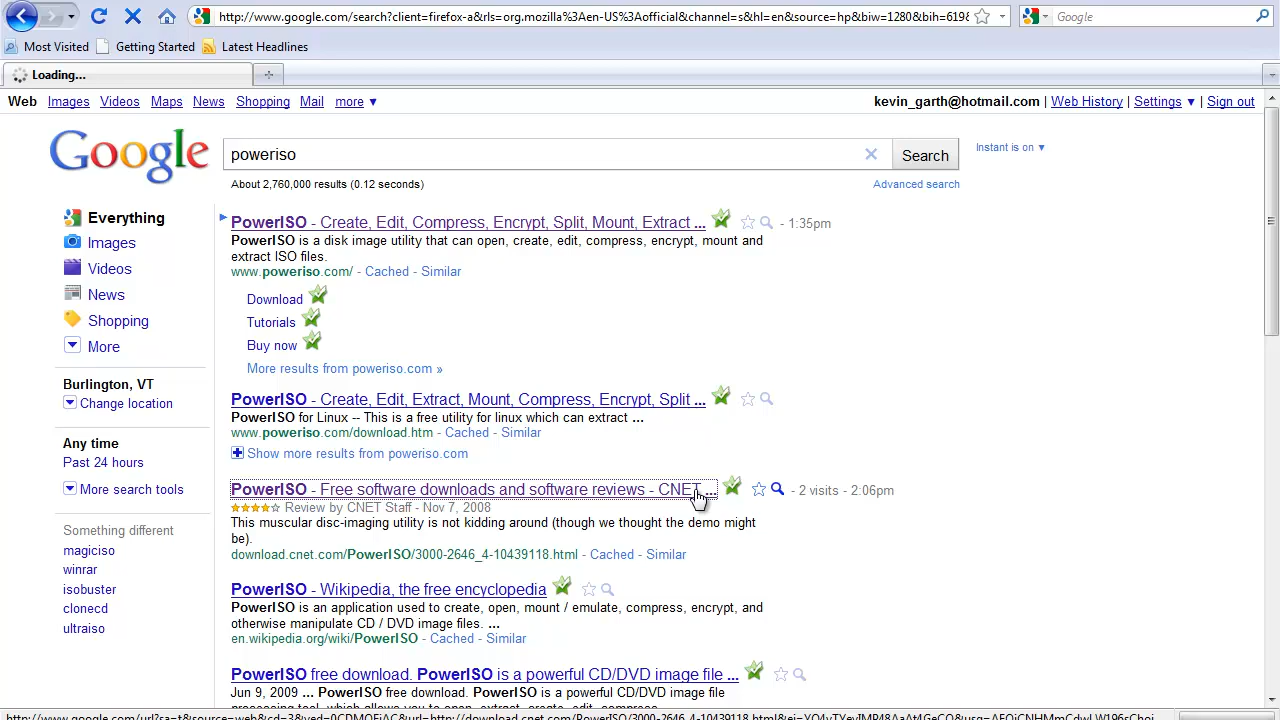 http://www.google.com/search?client=firefox-a&rls=org.mozilla%3Aen-US%3Aofficial&channel=s&hl=en&source=hp&biw=1280&bih=619&
Google
Most Visited Getting Started Latest Headlines
Loading...
Web Images Videos Maps News Shopping Mail more ▼ kevin_garth@hotmail.com | Web History | Settings ▼ | Sign out
Google poweriso Search Instant is on ▼
About 2,760,000 results (0.12 seconds) Advanced search
Everything
Images
Videos
News
Shopping
More
Burlington, VT
Change location
Any time
Past 24 hours
More search tools
Something different
magiciso
winrar
isobuster
clonecd
ultraiso
PowerISO - Create, Edit, Compress, Encrypt, Split, Mount, Extract ... - 1:35pm
PowerISO is a disk image utility that can open, create, edit, compress, encrypt, mount and
extract ISO files.
www.poweriso.com/ - Cached - Similar
Download
Tutorials
Buy now
More results from poweriso.com »
PowerISO - Create, Edit, Extract, Mount, Compress, Encrypt, Split ...
PowerISO for Linux -- This is a free utility for linux which can extract ...
www.poweriso.com/download.htm - Cached - Similar
Show more results from poweriso.com
PowerISO - Free software downloads and software reviews - CNET ... - 2 visits - 2:06pm
Review by CNET Staff - Nov 7, 2008
This muscular disc-imaging utility is not kidding around (though we thought the demo might
be).
download.cnet.com/PowerISO/3000-2646_4-10439118.html - Cached - Similar
PowerISO - Wikipedia, the free encyclopedia
PowerISO is an application used to create, open, mount / emulate, compress, encrypt, and
otherwise manipulate CD / DVD image files. ...
en.wikipedia.org/wiki/PowerISO - Cached - Similar
PowerISO free download. PowerISO is a powerful CD/DVD image file ...
Jun 9, 2009 ... PowerISO free download. PowerISO is a powerful CD/DVD image file